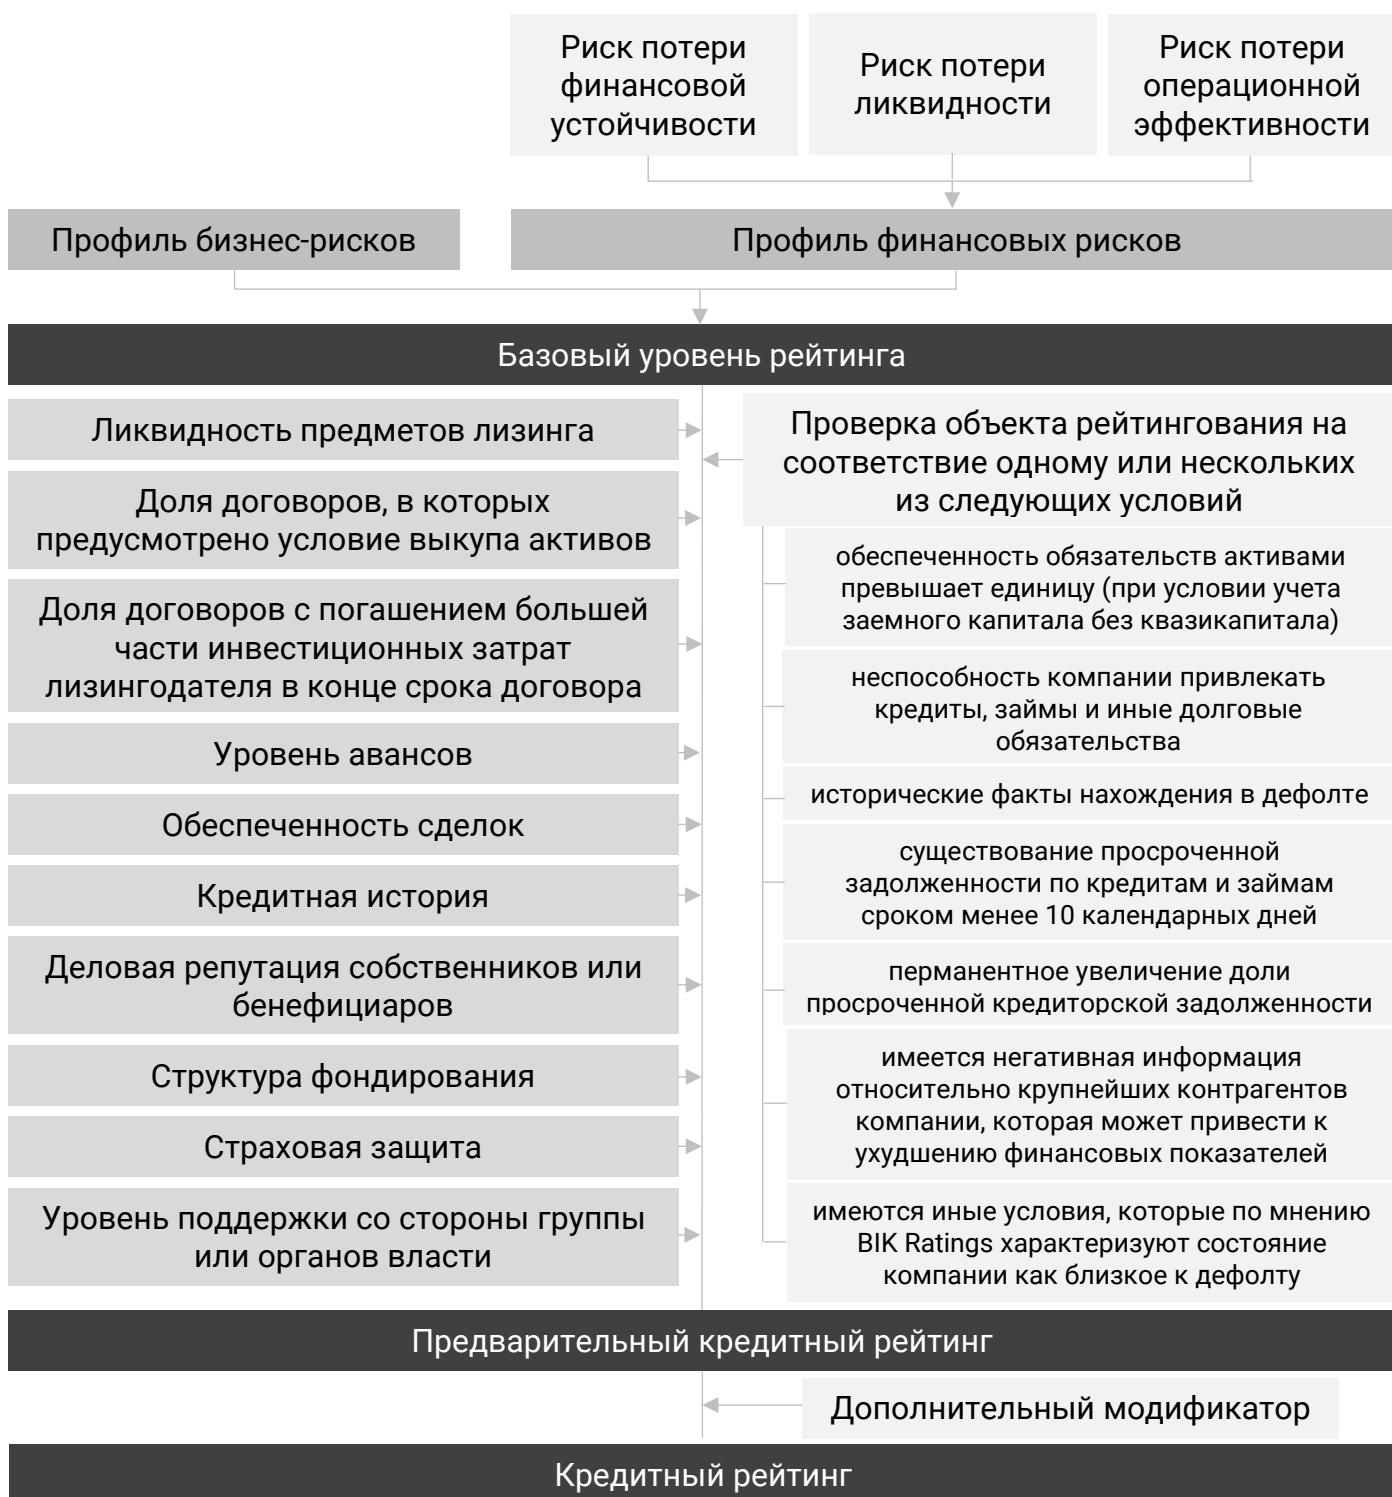 Риск потери
финансовой
устойчивости
Риск потери
ликвидности
Риск потери
операционной
эффективности
Профиль бизнес-рисков
Профиль финансовых рисков
Базовый уровень рейтинга
Ликвидность предметов лизинга
Доля договоров, в которых
предусмотрено условие выкупа активов
Доля договоров с погашением большей
части инвестиционных затрат
лизингодателя в конце срока договора
Уровень авансов
Обеспеченность сделок
Кредитная история
Деловая репутация собственников или
бенефициаров
Структура фондирования
Страховая защита
Уровень поддержки со стороны группы
или органов власти
Проверка объекта рейтингования на
соответствие одному или нескольких
из следующих условий
обеспеченность обязательств активами
превышает единицу (при условии учета
заемного капитала без квазикапитала)
неспособность компании привлекать
кредиты, займы и иные долговые
обязательства
исторические факты нахождения в дефолте
существование просроченной
задолженности по кредитам и займам
сроком менее 10 календарных дней
перманентное увеличение доли
просроченной кредиторской задолженности
имеется негативная информация
относительно крупнейших контрагентов
компании, которая может привести к
ухудшению финансовых показателей
имеются иные условия, которые по мнению
BIK Ratings характеризуют состояние
компании как близкое к дефолту
Предварительный кредитный рейтинг
Дополнительный модификатор
Кредитный рейтинг